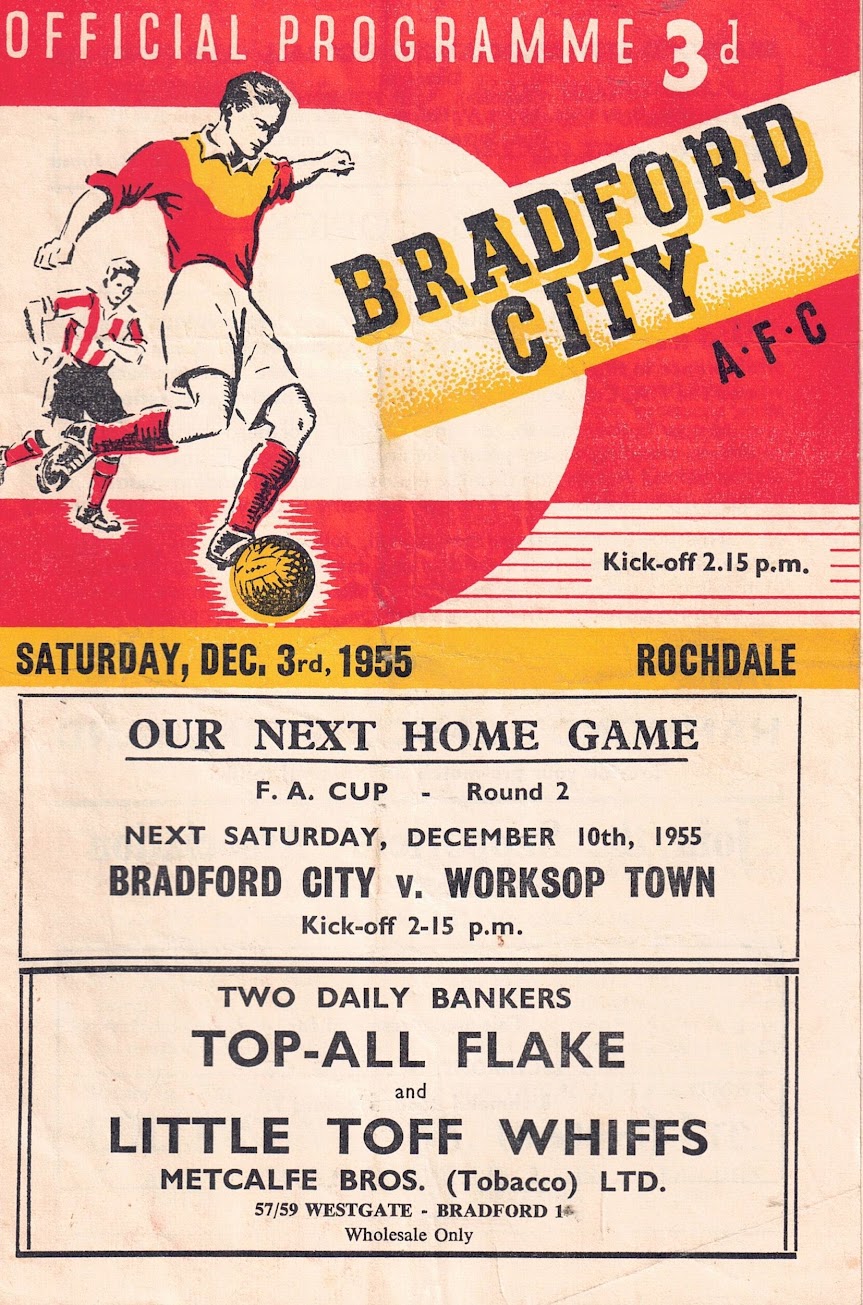 OFFICIAL PROGRAMME 3d
BRADFORD
CITY
A·F·C
Kick-off 2.15 p.m.
SATURDAY, DEC. 3rd, 1955 ROCHDALE
OUR NEXT HOME GAME
F. A. CUP - Round 2
NEXT SATURDAY, DECEMBER 10th, 1955
BRADFORD CITY v. WORKSOP TOWN
Kick-off 2-15 p.m.
TWO DAILY BANKERS
TOP-ALL FLAKE
and
LITTLE TOFF WHIFFS
METCALFE BROS. (Tobacco) LTD.
57/59 WESTGATE - BRADFORD 1
Wholesale Only